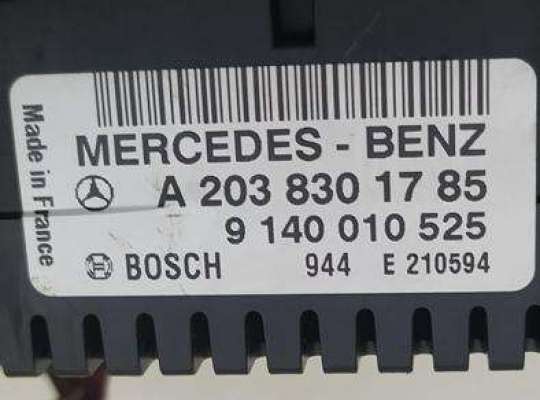 MERCEDES - BENZ
A 203 830 17 85
9 140 010 525
BOSCH 944 E 210594
Made in France